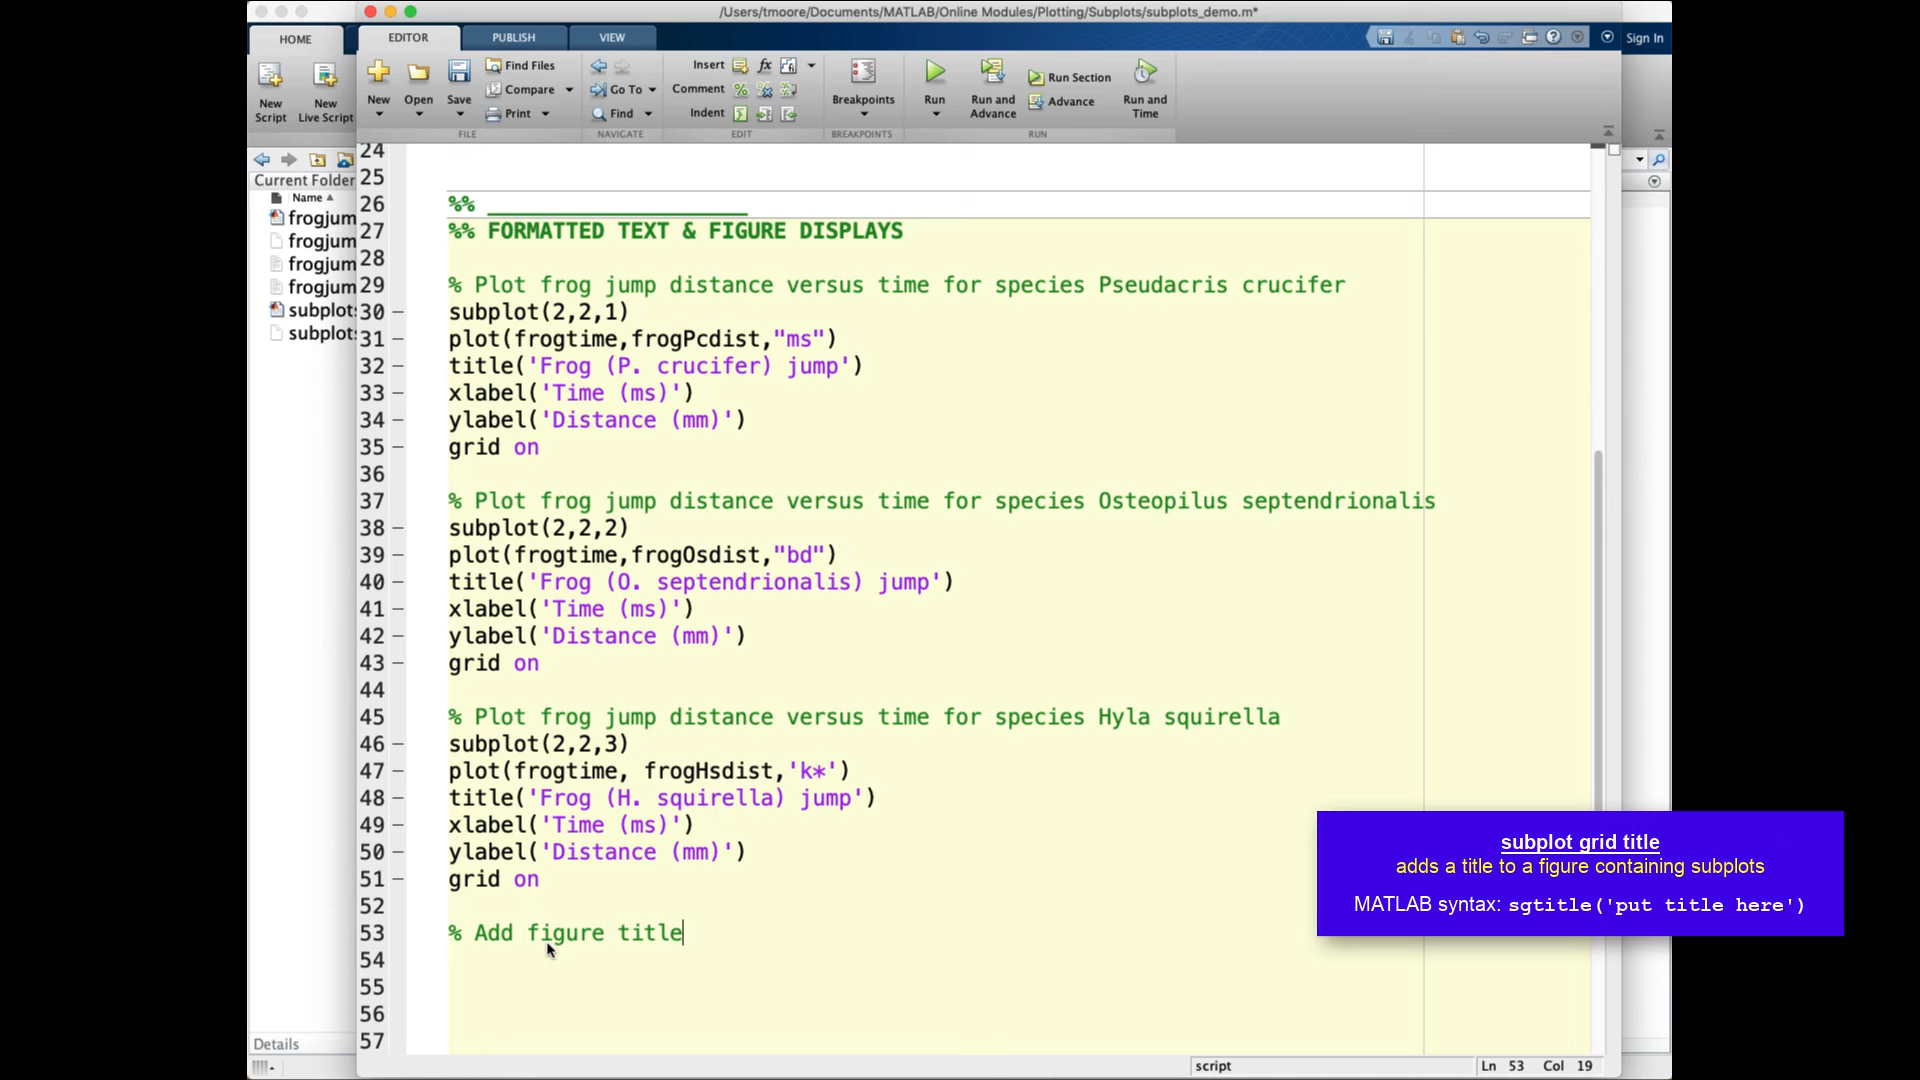 /Users/tmoore/Documents/MATLAB/Online Modules/Plotting/Subplots/subplots_demo.m*
HOME
EDITOR
PUBLISH
VIEW
Sign In
New Script
New Live Script
New
Open
Save
Find Files
Compare
Print
Go To
Find
Insert
fx
Comment
Indent
Breakpoints
Run
Run and Advance
Run Section
Advance
Run and Time
FILE
NAVIGATE
EDIT
BREAKPOINTS
RUN
Current Folder
Name
frogjum
frogjum
frogjum
frogjum
subplots
subplots
Details
24
25
26 %% ____________________
27 %% FORMATTED TEXT & FIGURE DISPLAYS
28
29 % Plot frog jump distance versus time for species Pseudacris crucifer
30 – subplot(2,2,1)
31 – plot(frogtime,frogPcdist,"ms")
32 – title('Frog (P. crucifer) jump')
33 – xlabel('Time (ms)')
34 – ylabel('Distance (mm)')
35 – grid on
36
37 % Plot frog jump distance versus time for species Osteopilus septendrionalis
38 – subplot(2,2,2)
39 – plot(frogtime,frogOsdist,"bd")
40 – title('Frog (O. septendrionalis) jump')
41 – xlabel('Time (ms)')
42 – ylabel('Distance (mm)')
43 – grid on
44
45 % Plot frog jump distance versus time for species Hyla squirella
46 – subplot(2,2,3)
47 – plot(frogtime, frogHsdist,'k*')
48 – title('Frog (H. squirella) jump')
49 – xlabel('Time (ms)')
50 – ylabel('Distance (mm)')
51 – grid on
52
53 % Add figure title
54
55
56
57
subplot grid title
adds a title to a figure containing subplots
MATLAB syntax: sgtitle('put title here')
script
Ln 53 Col 19